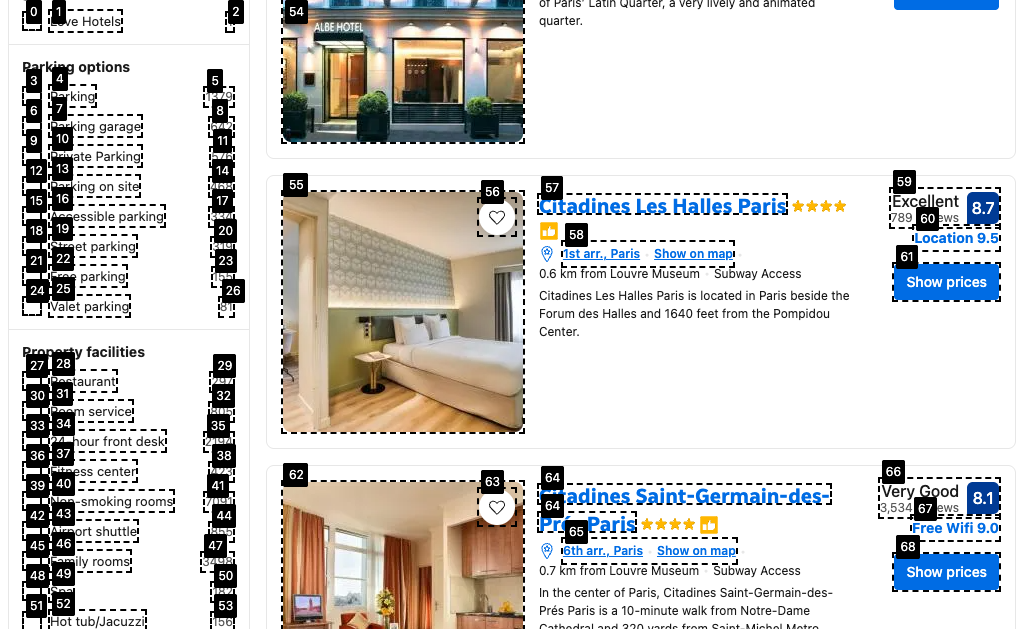 of Paris' Latin Quarter, a very lively and animated
quarter.
ALBE HOTEL
54
0
1
2
Love Hotels
Parking options
3
4
5
Parking
1379
6
7
8
Parking garage
9
10
11
Private Parking
576
12
13
14
Parking on site
468
15
16
17
Accessible parking
334
18
19
20
Street parking
21
22
23
Free parking
155
24
25
26
Valet parking
81
Property facilities
27
28
29
Restaurant
30
31
32
Room service
805
33
34
35
24-hour front desk
2194
36
37
38
Fitness center
39
40
41
Non-smoking rooms
42
43
44
Airport shuttle
45
46
47
Family rooms
3498
48
49
50
51
52
53
Hot tub/Jacuzzi
156
55
56
57
Citadines Les Halles Paris
58
1st arr., Paris
Show on map
0.6 km from Louvre Museum · Subway Access
Citadines Les Halles Paris is located in Paris beside the
Forum des Halles and 1640 feet from the Pompidou
Center.
59
Excellent
8.7
789
60
Location 9.5
61
Show prices
62
63
64
Citadines Saint-Germain-des-
64
Prés Paris
65
6th arr., Paris
Show on map
0.7 km from Louvre Museum · Subway Access
In the center of Paris, Citadines Saint-Germain-des-
Prés Paris is a 10-minute walk from Notre-Dame
Cathedral and 320 yards from Saint-Michel Metro
66
Very Good
8.1
3,534
67
Free Wifi 9.0
68
Show prices